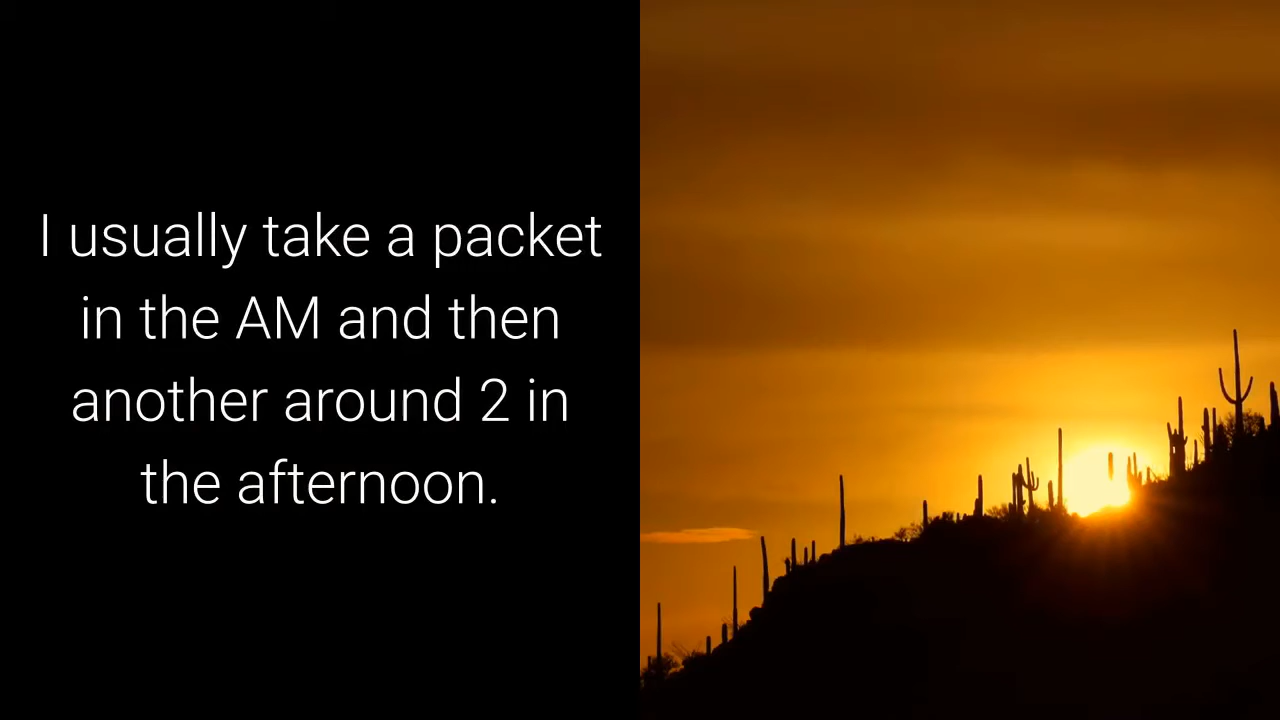 I usually take a packet
in the AM and then
another around 2 in
the afternoon.